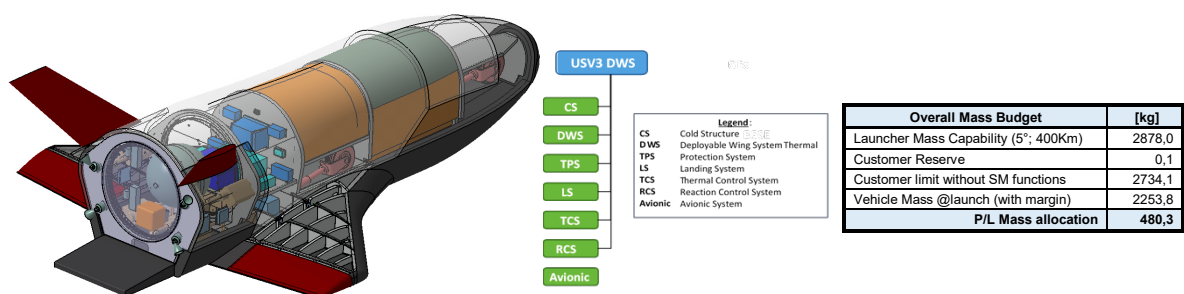 USV3 DWS
CS
DWS
TPS
LS
TCS
RCS
Avionic
Legend:
CS Cold Structure
DWS Deployable Wing System Thermal
TPS Protection System
LS Landing System
TCS Thermal Control System
RCS Reaction Control System
Avionic Avionic System
Overall Mass Budget [kg]
Launcher Mass Capability (5°; 400Km) 2878,0
Customer Reserve 0,1
Customer limit without SM functions 2734,1
Vehicle Mass @launch (with margin) 2253,8
P/L Mass allocation 480,3